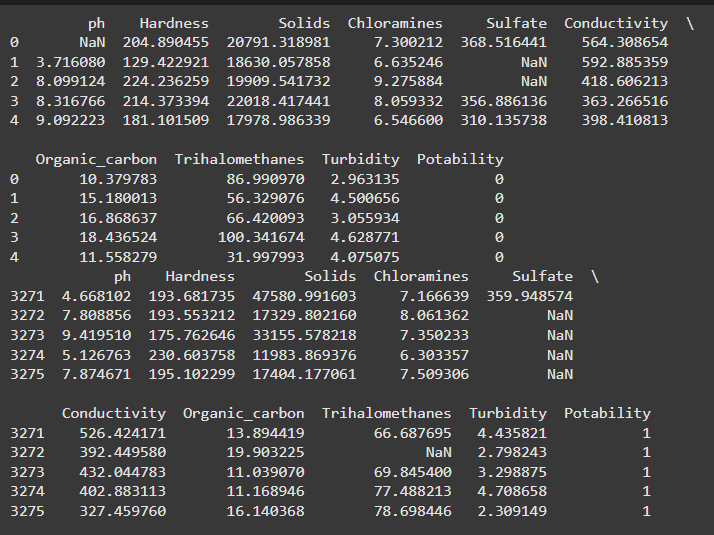 ph    Hardness        Solids  Chloramines     Sulfate  Conductivity  \
0       NaN  204.890455  20791.318981     7.300212  368.516441    564.308654
1  3.716080  129.422921  18630.057858     6.635246         NaN    592.885359
2  8.099124  224.236259  19909.541732     9.275884         NaN    418.606213
3  8.316766  214.373394  22018.417441     8.059332  356.886136    363.266516
4  9.092223  181.101509  17978.986339     6.546600  310.135738    398.410813

   Organic_carbon  Trihalomethanes  Turbidity  Potability
0       10.379783        86.990970   2.963135           0
1       15.180013        56.329076   4.500656           0
2       16.868637        66.420093   3.055934           0
3       18.436524       100.341674   4.628771           0
4       11.558279        31.997993   4.075075           0
            ph    Hardness        Solids  Chloramines     Sulfate  \
3271  4.668102  193.681735  47580.991603     7.166639  359.948574
3272  7.808856  193.553212  17329.802160     8.061362         NaN
3273  9.419510  175.762646  33155.578218     7.350233         NaN
3274  5.126763  230.603758  11983.869376     6.303357         NaN
3275  7.874671  195.102299  17404.177061     7.509306         NaN

      Conductivity  Organic_carbon  Trihalomethanes  Turbidity  Potability
3271    526.424171       13.894419        66.687695   4.435821           1
3272    392.449580       19.903225              NaN   2.798243           1
3273    432.044783       11.039070        69.845400   3.298875           1
3274    402.883113       11.168946        77.488213   4.708658           1
3275    327.459760       16.140368        78.698446   2.309149           1